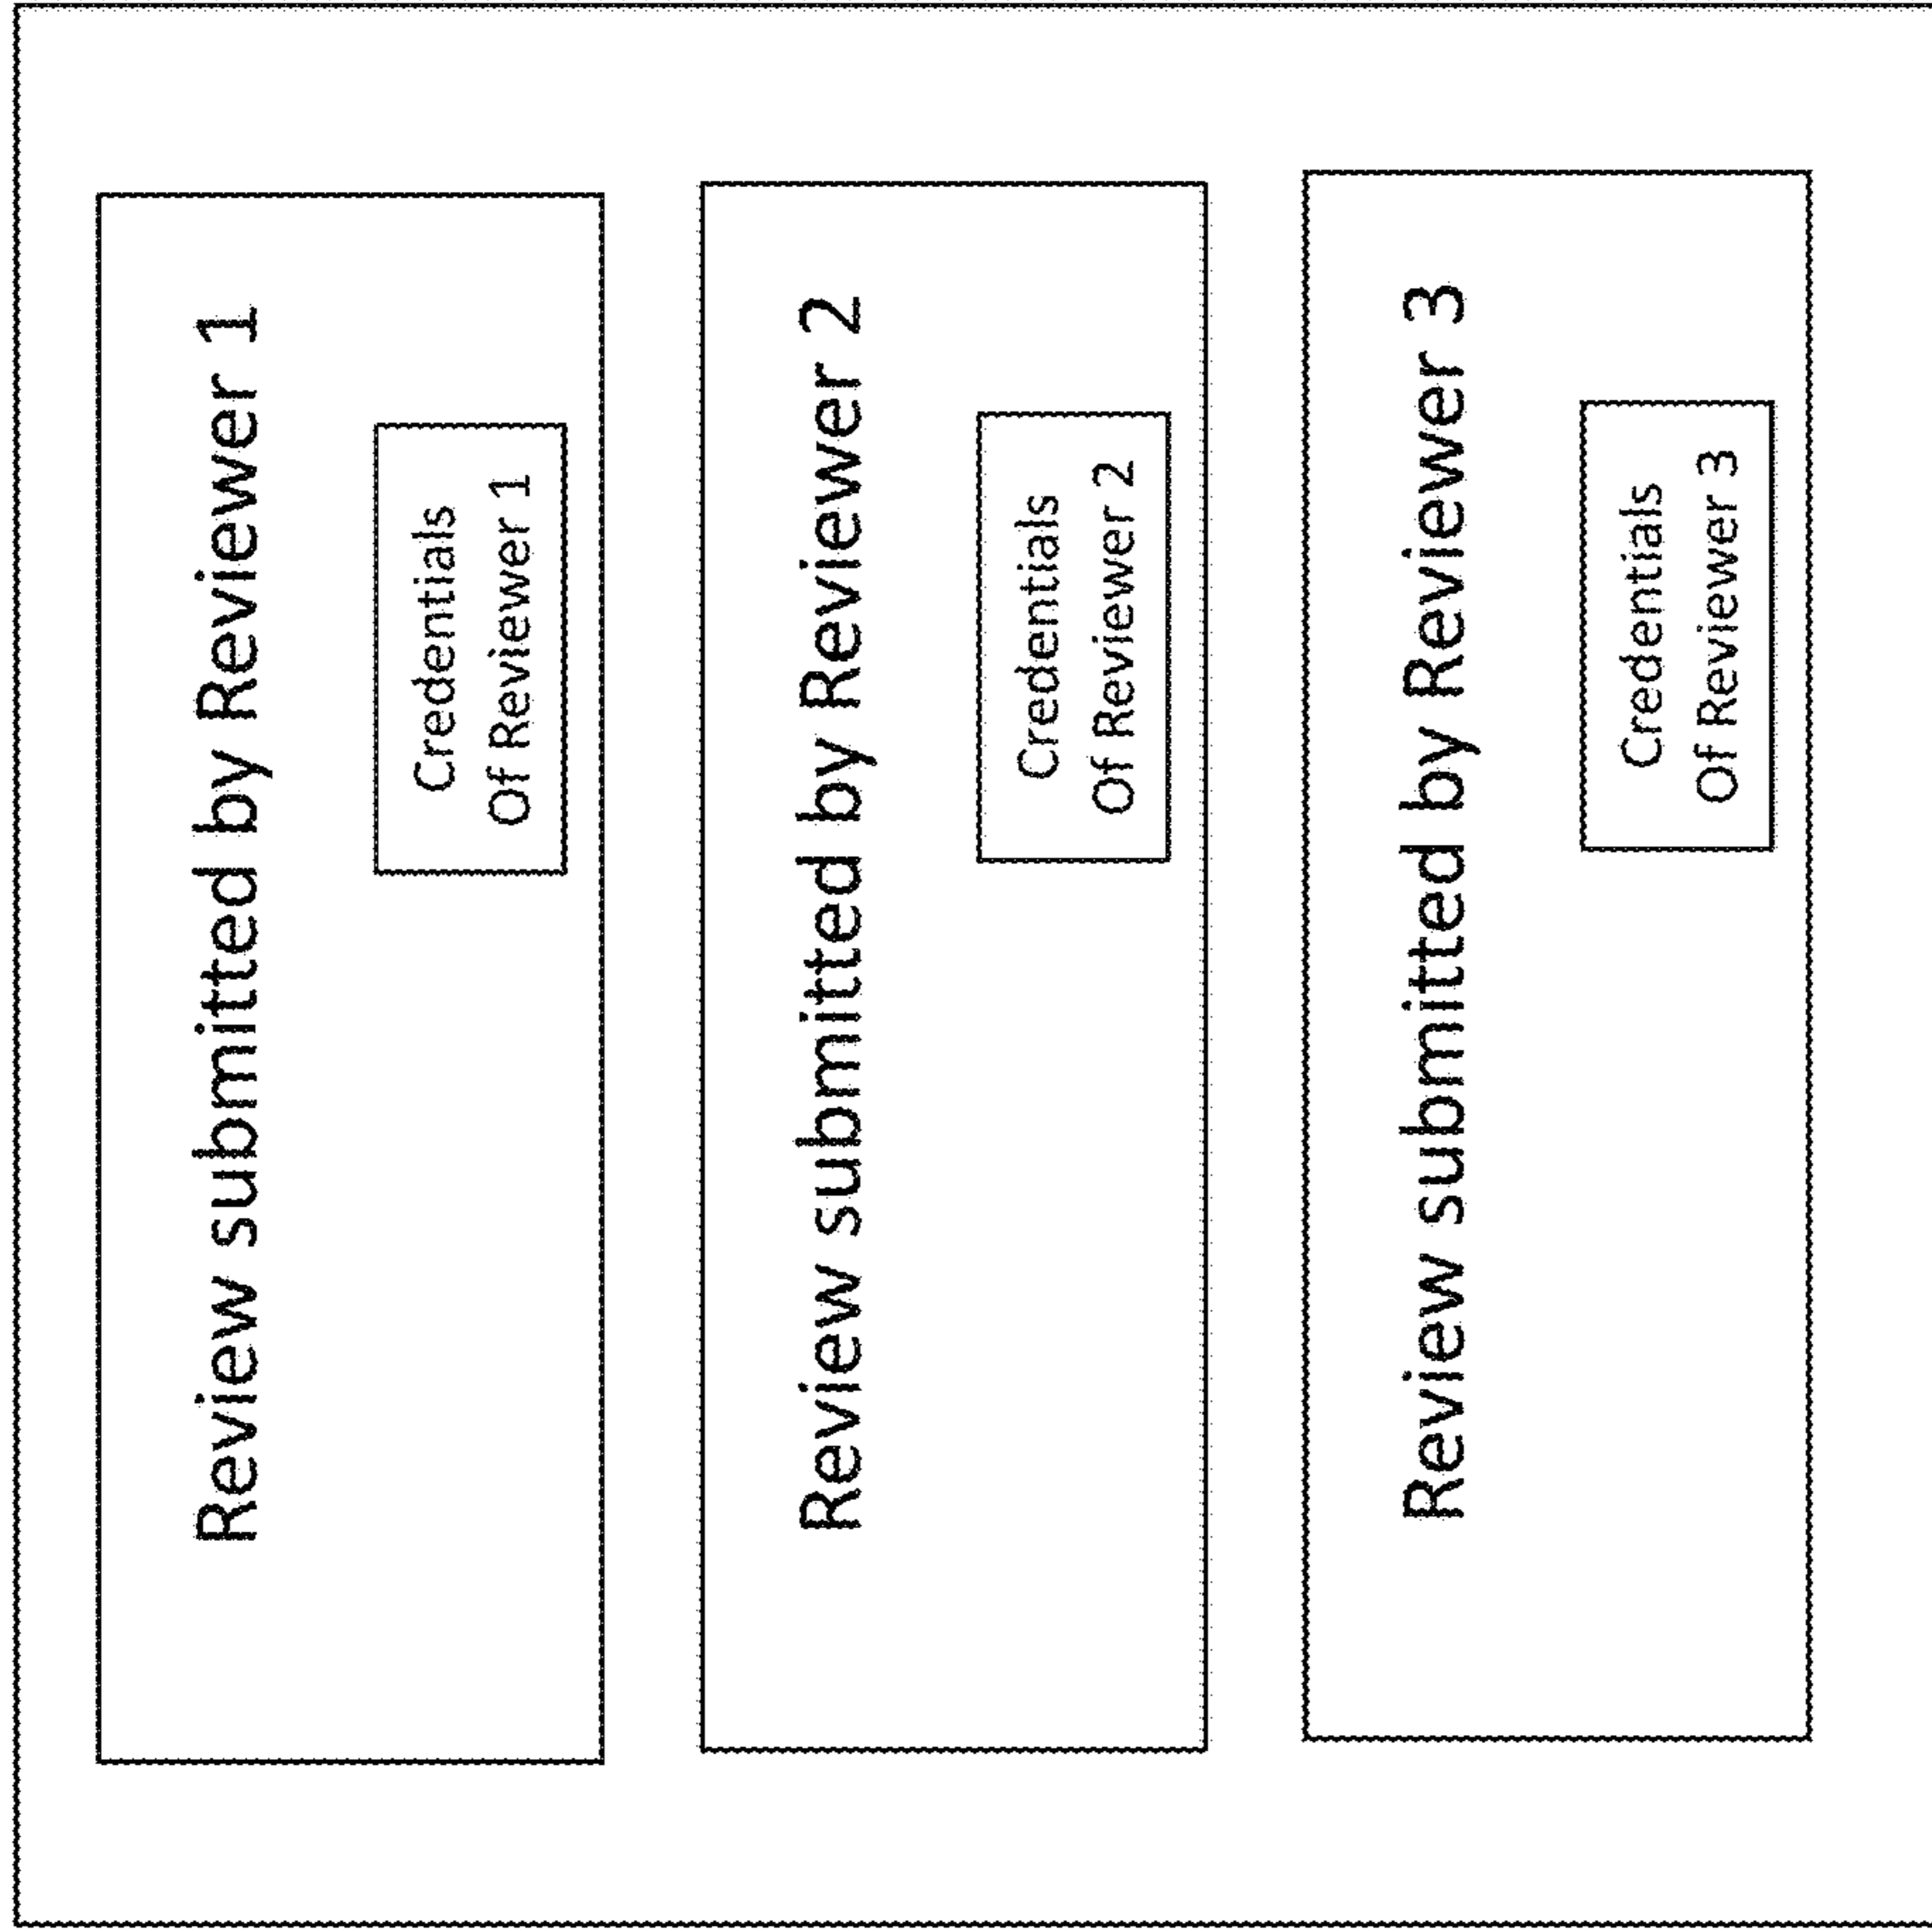 Review submitted by Reviewer 1
Credentials
Of Reviewer 1
Review submitted by Reviewer 2
Credentials
Of Reviewer 2
Review submitted by Reviewer 3
Credentials
Of Reviewer 3